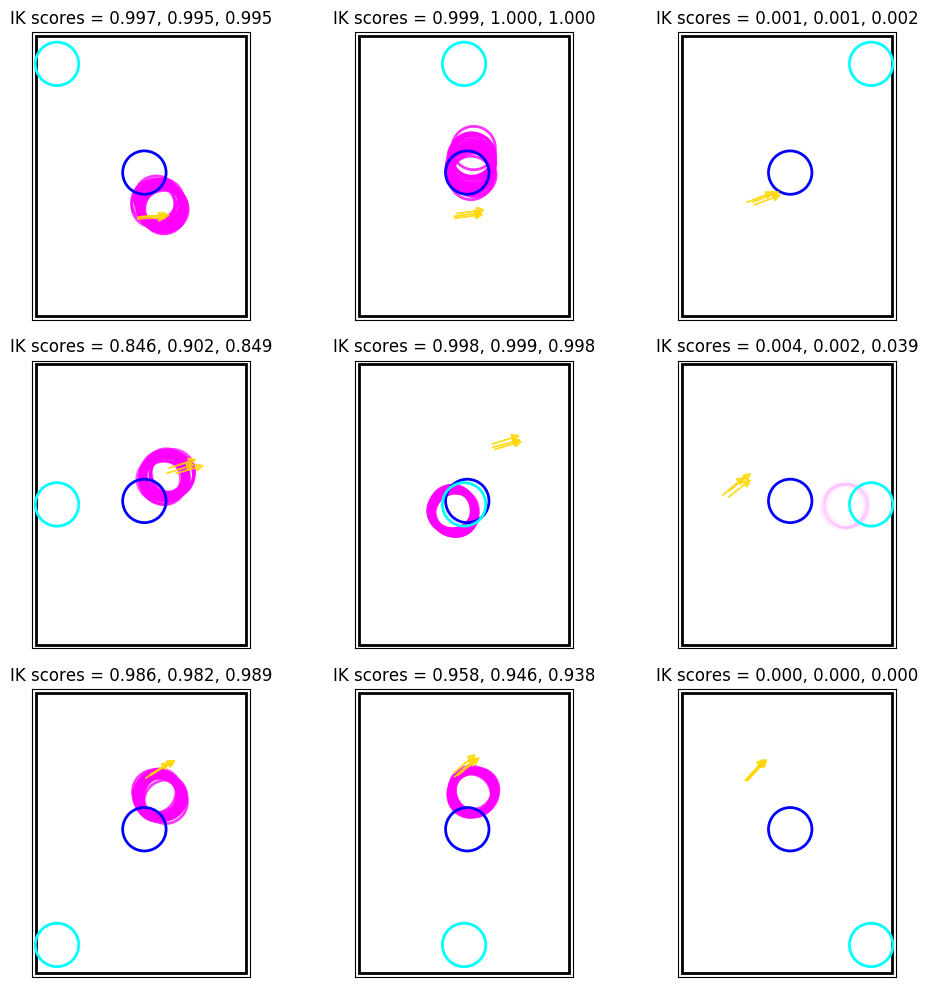 IK scores = 0.997, 0.995, 0.995
IK scores = 0.999, 1.000, 1.000
IK scores = 0.001, 0.001, 0.002
IK scores = 0.846, 0.902, 0.849
IK scores = 0.998, 0.999, 0.998
IK scores = 0.004, 0.002, 0.039
IK scores = 0.986, 0.982, 0.989
IK scores = 0.958, 0.946, 0.938
IK scores = 0.000, 0.000, 0.000